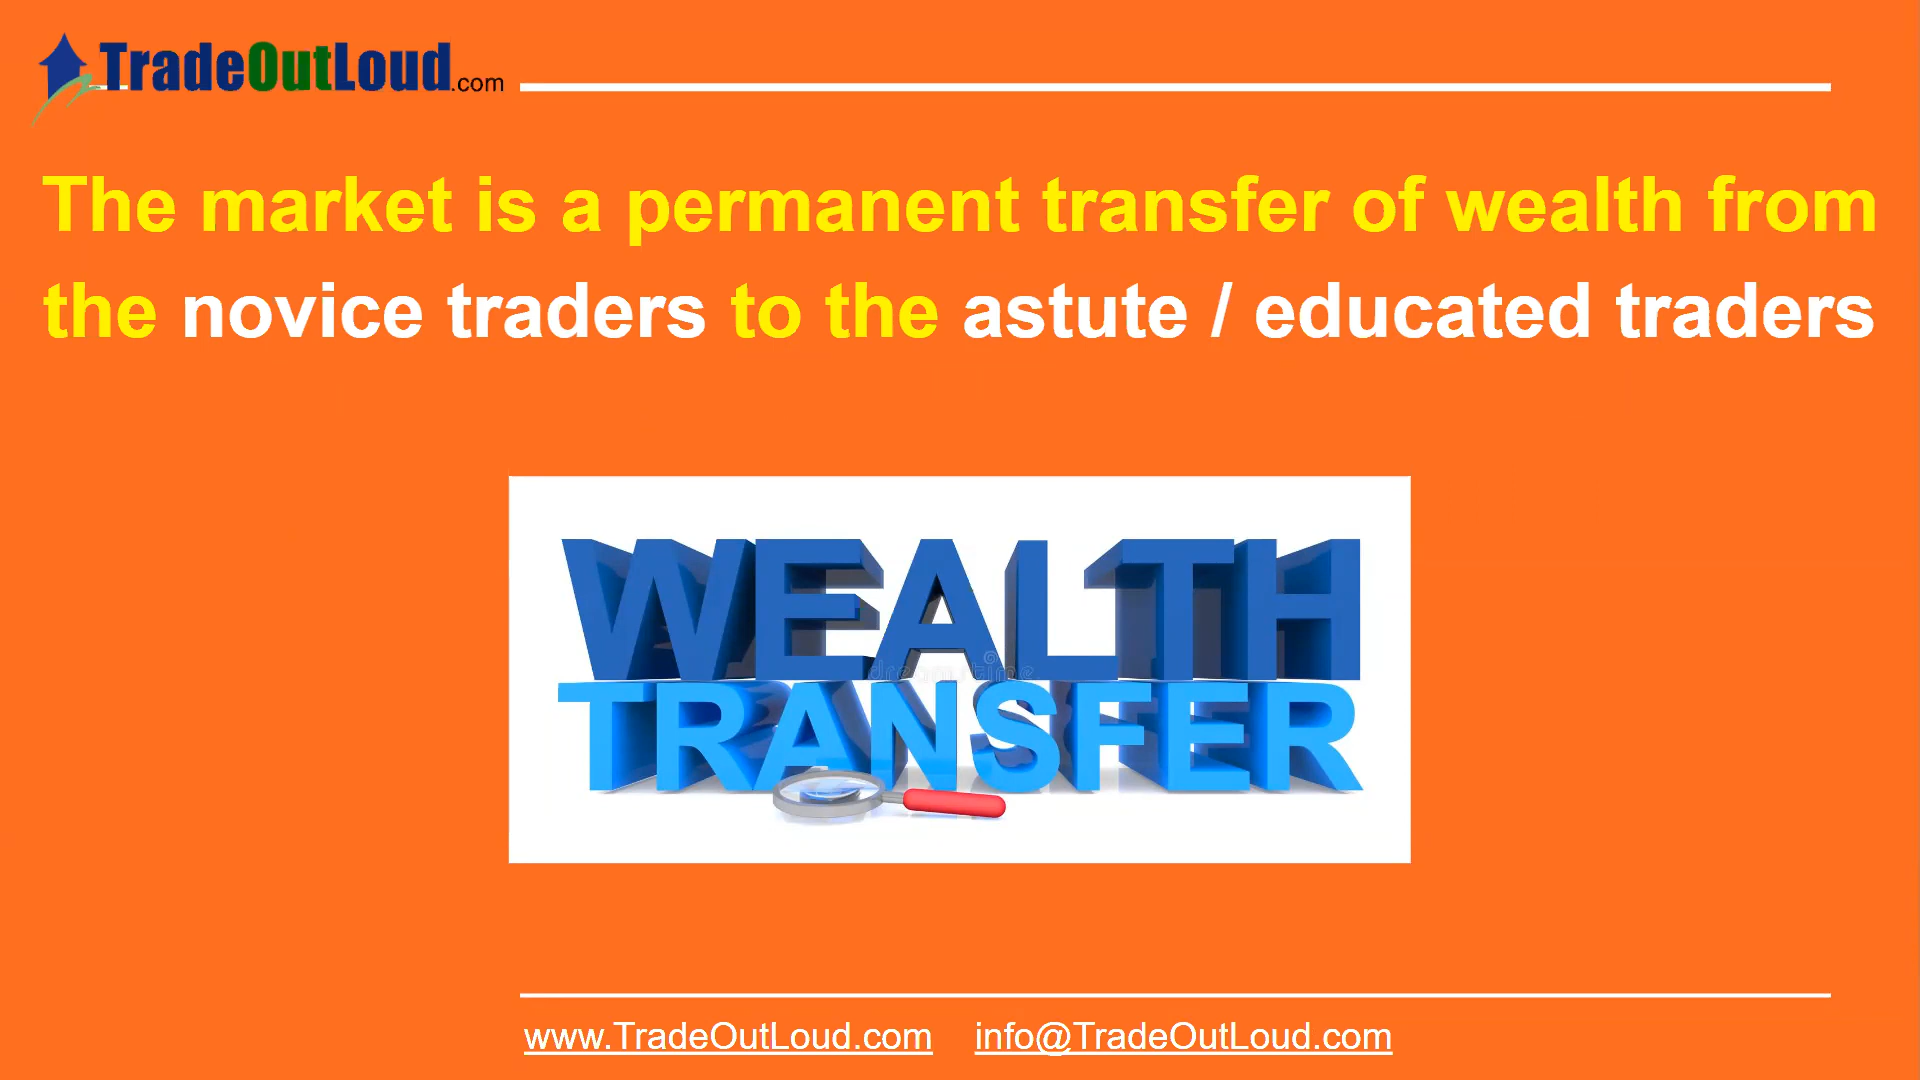 TradeOutLoud.com
The market is a permanent transfer of wealth from
the novice traders to the astute / educated traders
WEALTH
dreamstime
TRANSFER
www.TradeOutLoud.com info@TradeOutLoud.com